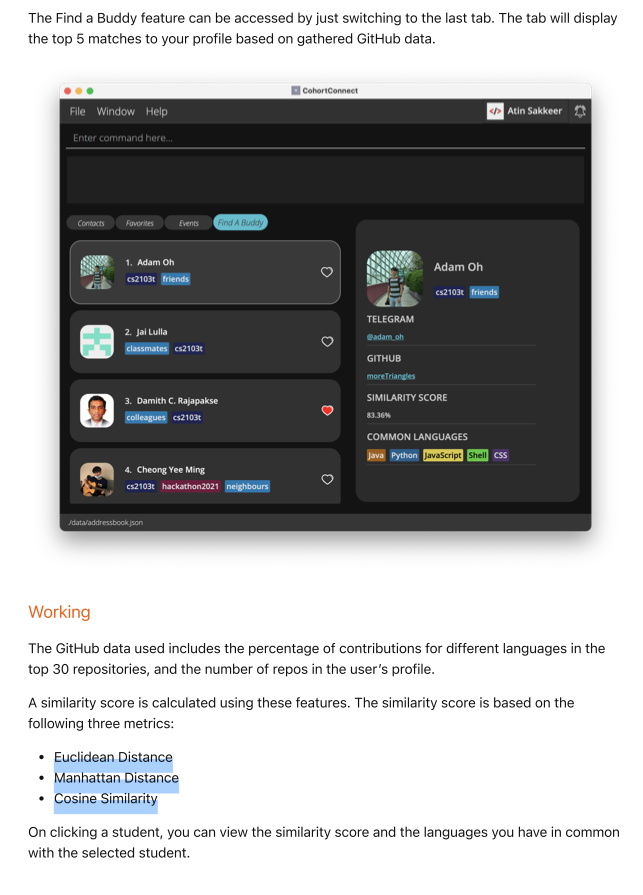 The Find a Buddy feature can be accessed by just switching to the last tab. The tab will display
the top 5 matches to your profile based on gathered GitHub data.
CohortConnect
File Window Help
</> Atin Sakkeer
Enter command here...
Contacts Favorites Events Find A Buddy
1. Adam Oh
cs2103t friends
2. Jai Lulla
classmates cs2103t
3. Damith C. Rajapakse
colleagues cs2103t
4. Cheong Yee Ming
cs2103t hackathon2021 neighbours
Adam Oh
cs2103t friends
TELEGRAM
@adam_oh
GITHUB
moreTriangles
SIMILARITY SCORE
83.36%
COMMON LANGUAGES
Java Python JavaScript Shell CSS
./data/addressbook.json
Working
The GitHub data used includes the percentage of contributions for different languages in the
top 30 repositories, and the number of repos in the user's profile.
A similarity score is calculated using these features. The similarity score is based on the
following three metrics:
• Euclidean Distance
• Manhattan Distance
• Cosine Similarity
On clicking a student, you can view the similarity score and the languages you have in common
with the selected student.